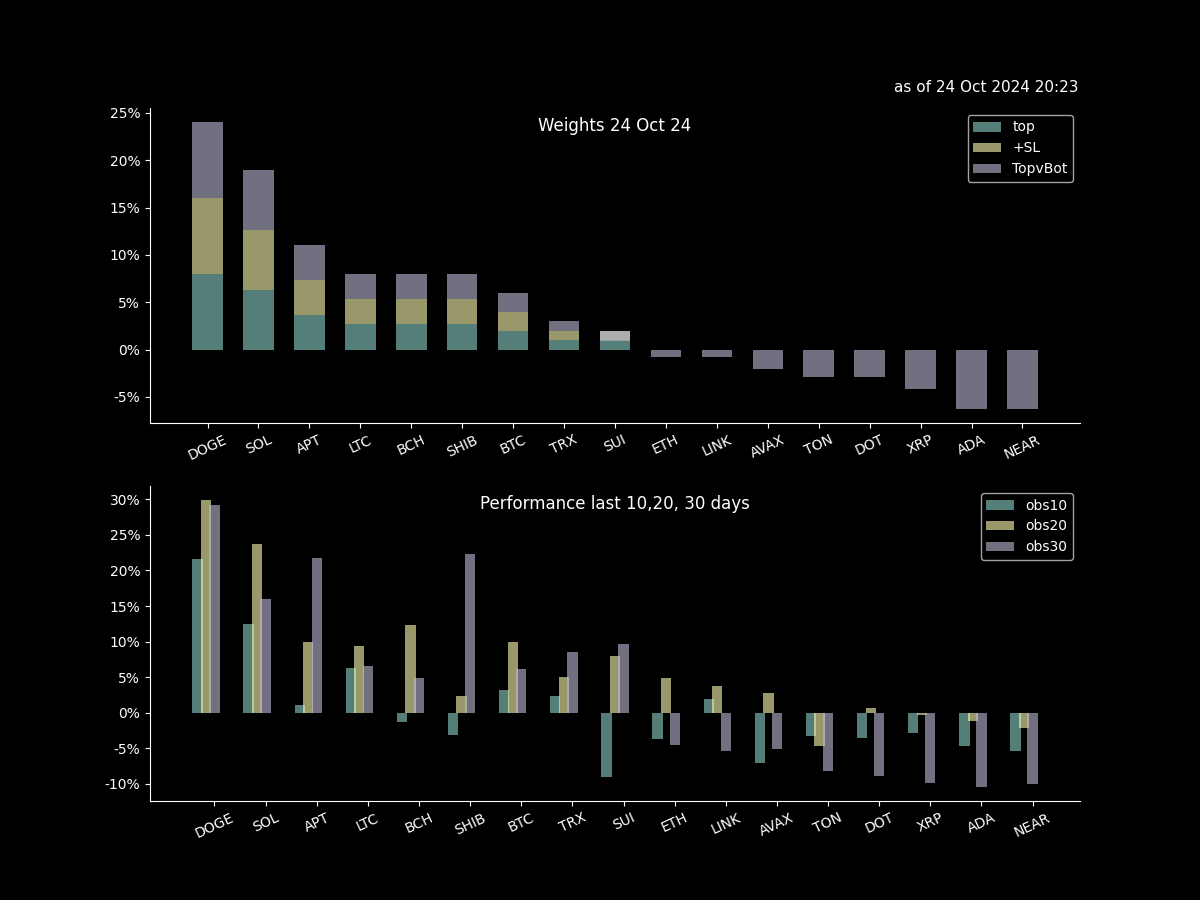 as of 24 Oct 2024 20:23
Weights 24 Oct 24
25%
20%
15%
10%
5%
0%
-5%
top
+SL
TopvBot
DOGE SOL APT LTC BCH SHIB BTC TRX SUI ETH LINK AVAX TON DOT XRP ADA NEAR
Performance last 10,20, 30 days
30%
25%
20%
15%
10%
5%
0%
-5%
-10%
obs10
obs20
obs30
DOGE SOL APT LTC BCH SHIB BTC TRX SUI ETH LINK AVAX TON DOT XRP ADA NEAR